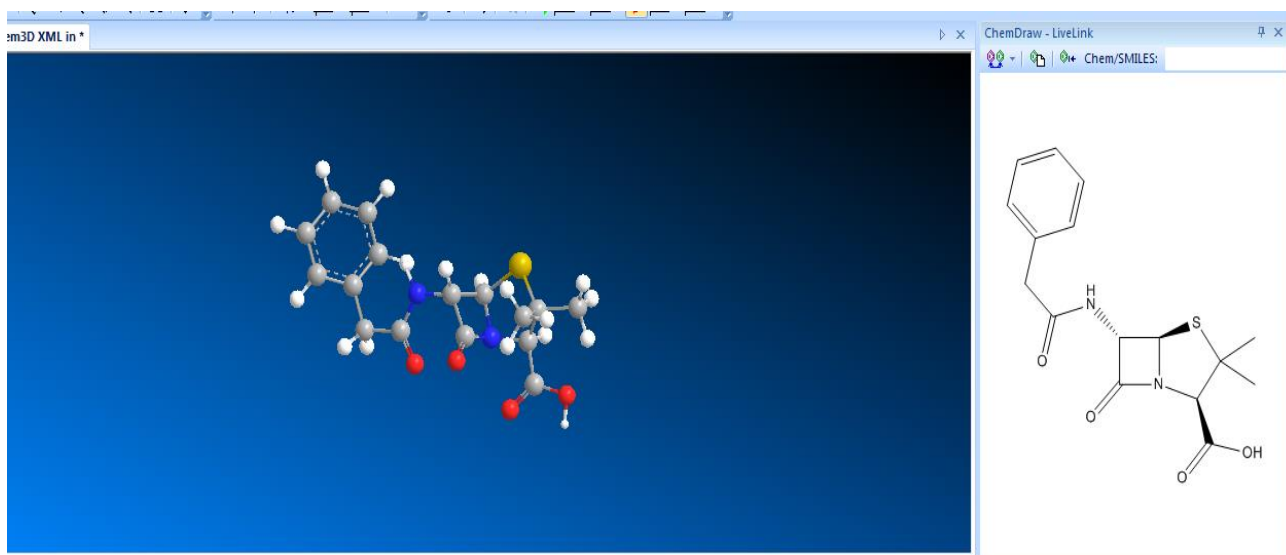 em3D XML in *
ChemDraw - LiveLink
Chem/SMILES:
H
N
O
S
N
O
O
OH